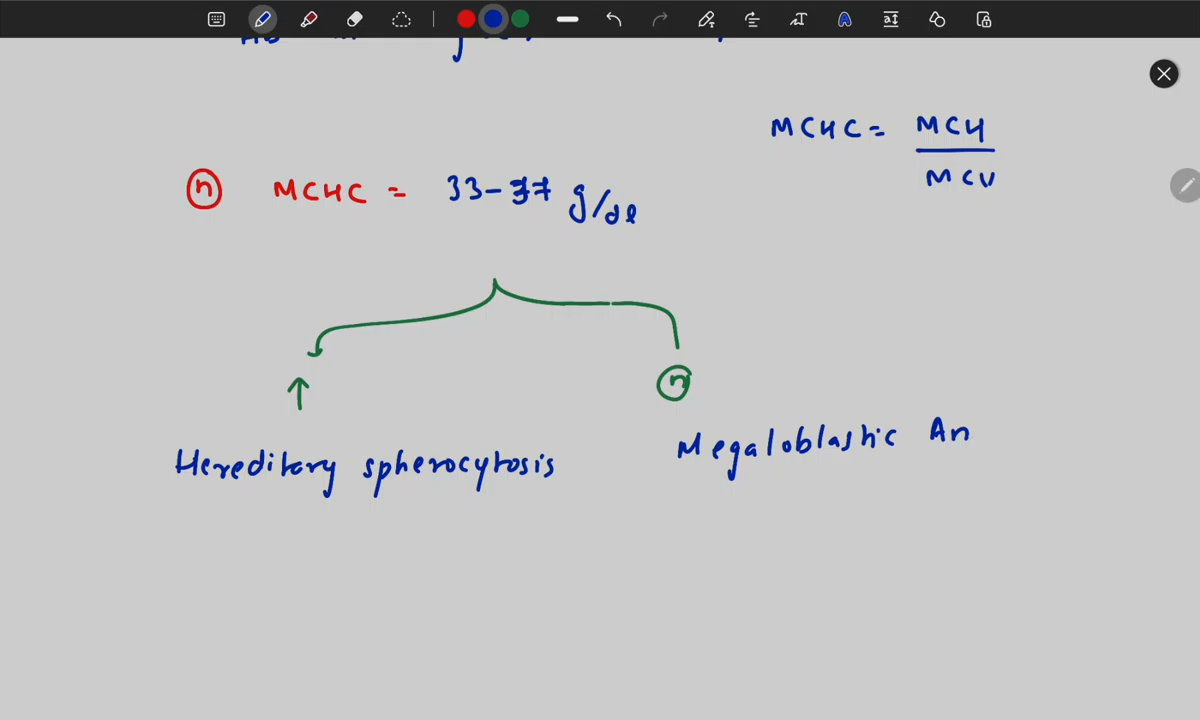 MCHC = MCH
MCV
n MCHC = 33-37 g/dl
↑ n
Hereditary spherocytosis
Megaloblastic An